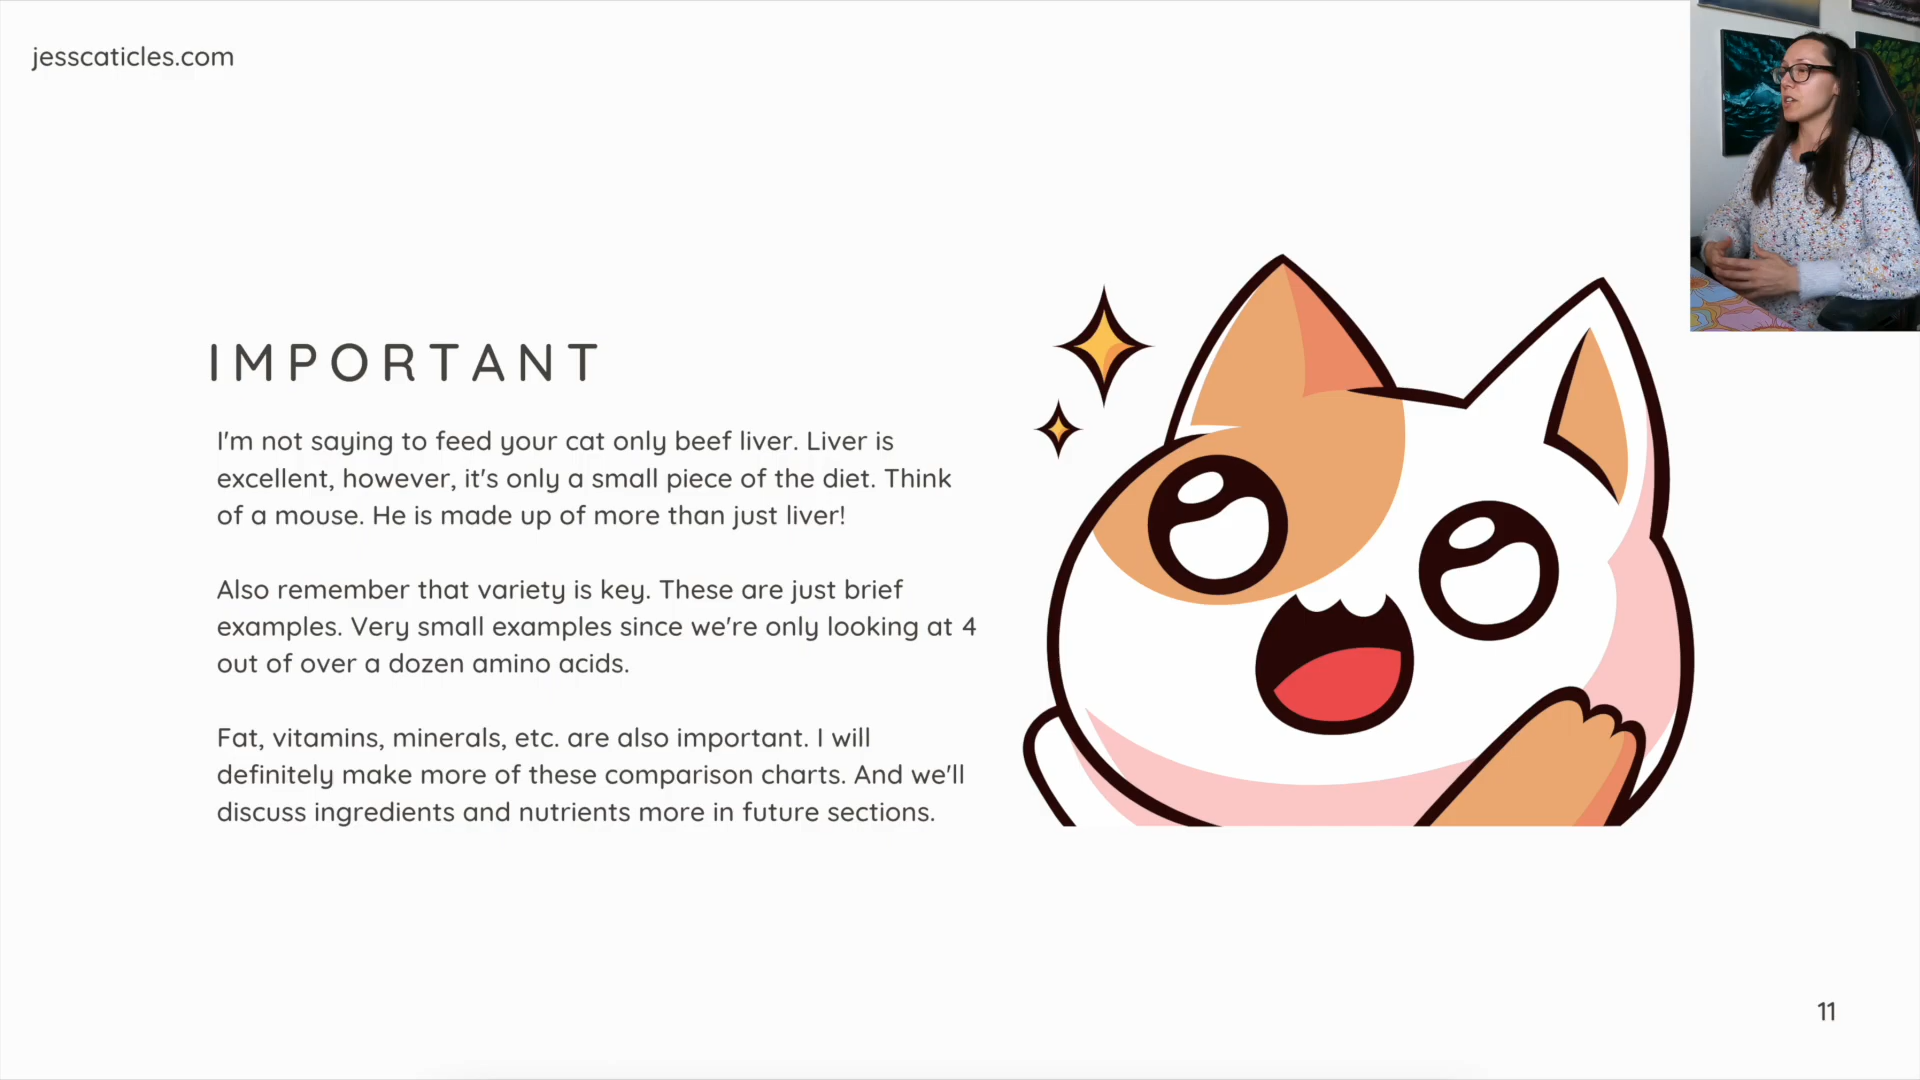 jesscaticles.com
IMPORTANT
I'm not saying to feed your cat only beef liver. Liver is
excellent, however, it's only a small piece of the diet. Think
of a mouse. He is made up of more than just liver!
Also remember that variety is key. These are just brief
examples. Very small examples since we're only looking at 4
out of over a dozen amino acids.
Fat, vitamins, minerals, etc. are also important. I will
definitely make more of these comparison charts. And we'll
discuss ingredients and nutrients more in future sections.
11